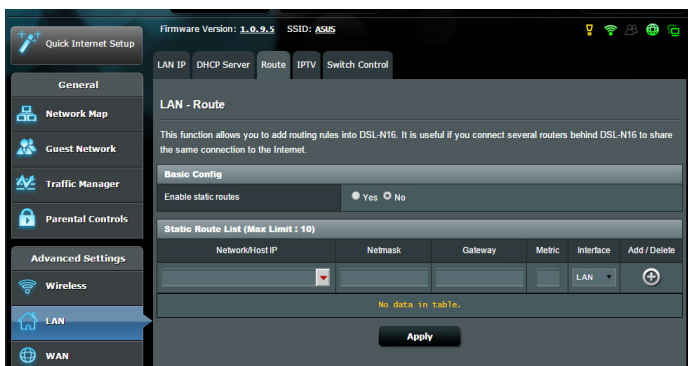 Firmware Version: 1.0.9.5 SSID: ASUS
Quick Internet Setup
LAN IP DHCP Server Route IPTV Switch Control
General
Network Map
Guest Network
Traffic Manager
Parental Controls
Advanced Settings
Wireless
LAN
WAN
LAN - Route
This function allows you to add routing rules into DSL-N16. It is useful if you connect several routers behind DSL-N16 to share
the same connection to the Internet.
Basic Config
Enable static routes Yes No
Static Route List (Max Limit : 10)
Network/Host IP Netmask Gateway Metric Interface Add / Delete
LAN
No data in table.
Apply